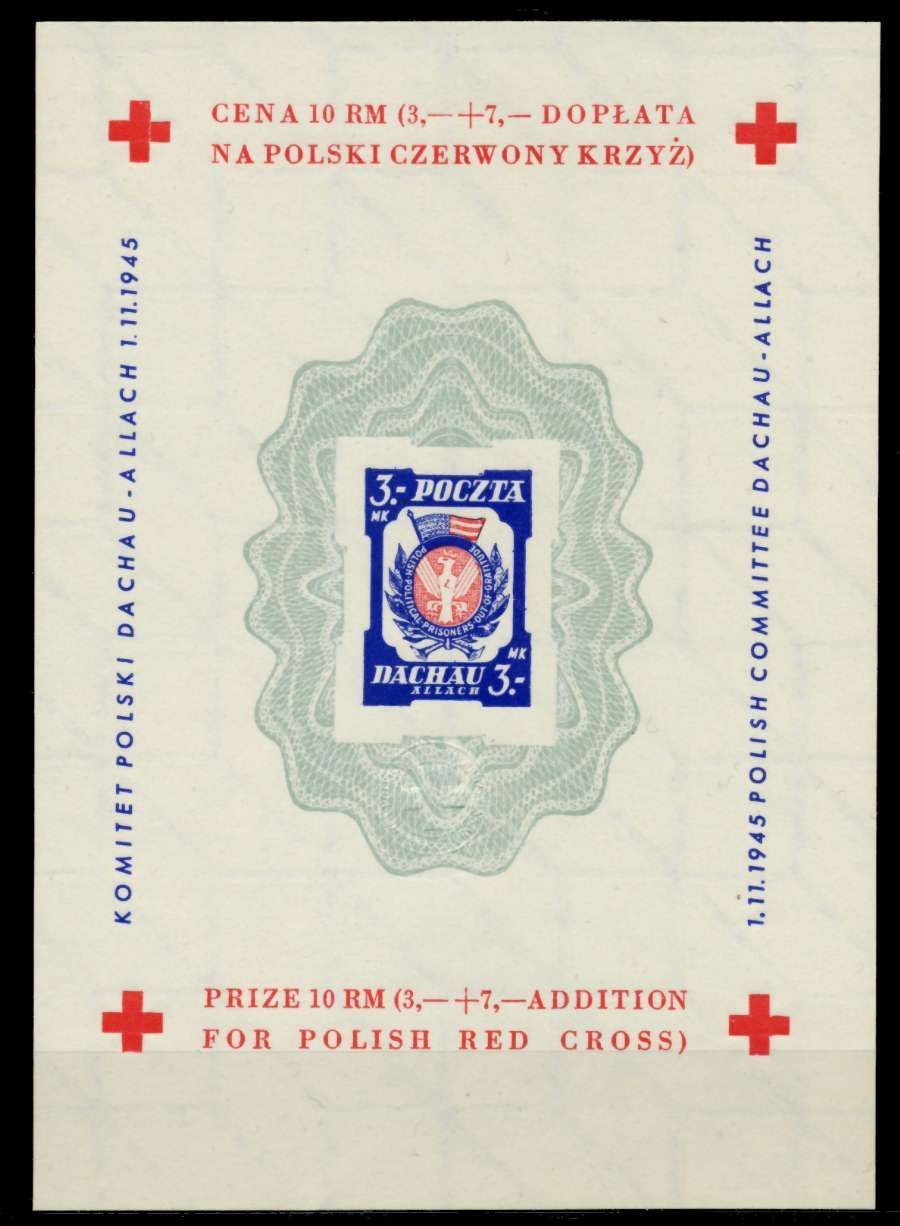 CENA 10 RM (3,—+7,— DOPŁATA
NA POLSKI CZERWONY KRZYŻ)
KOMITET POLSKI DACHAU-ALLACH 1.11.1945
3.- POCZTA
MK
POLISH·POLITICAL·PRISONERS·OUT·OF·GRATITUDE
MK
DACHAU 3.-
ALLACH
1.11.1945 POLISH COMMITTEE DACHAU-ALLACH
PRIZE 10 RM (3,—+7,—ADDITION
FOR POLISH RED CROSS)